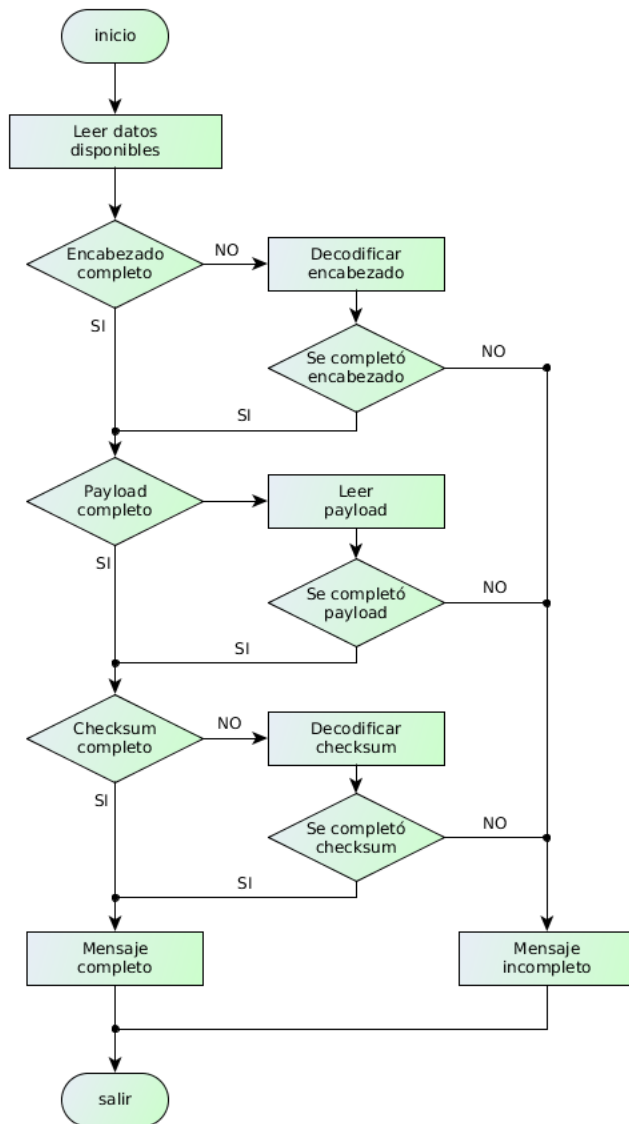 inicio
Leer datos
disponibles
Encabezado
completo
NO
Decodificar
encabezado
SI
Se completó
encabezado
NO
SI
Payload
completo
Leer
payload
SI
Se completó
payload
NO
SI
Checksum
completo
NO
Decodificar
checksum
SI
Se completó
checksum
NO
SI
Mensaje
completo
Mensaje
incompleto
salir